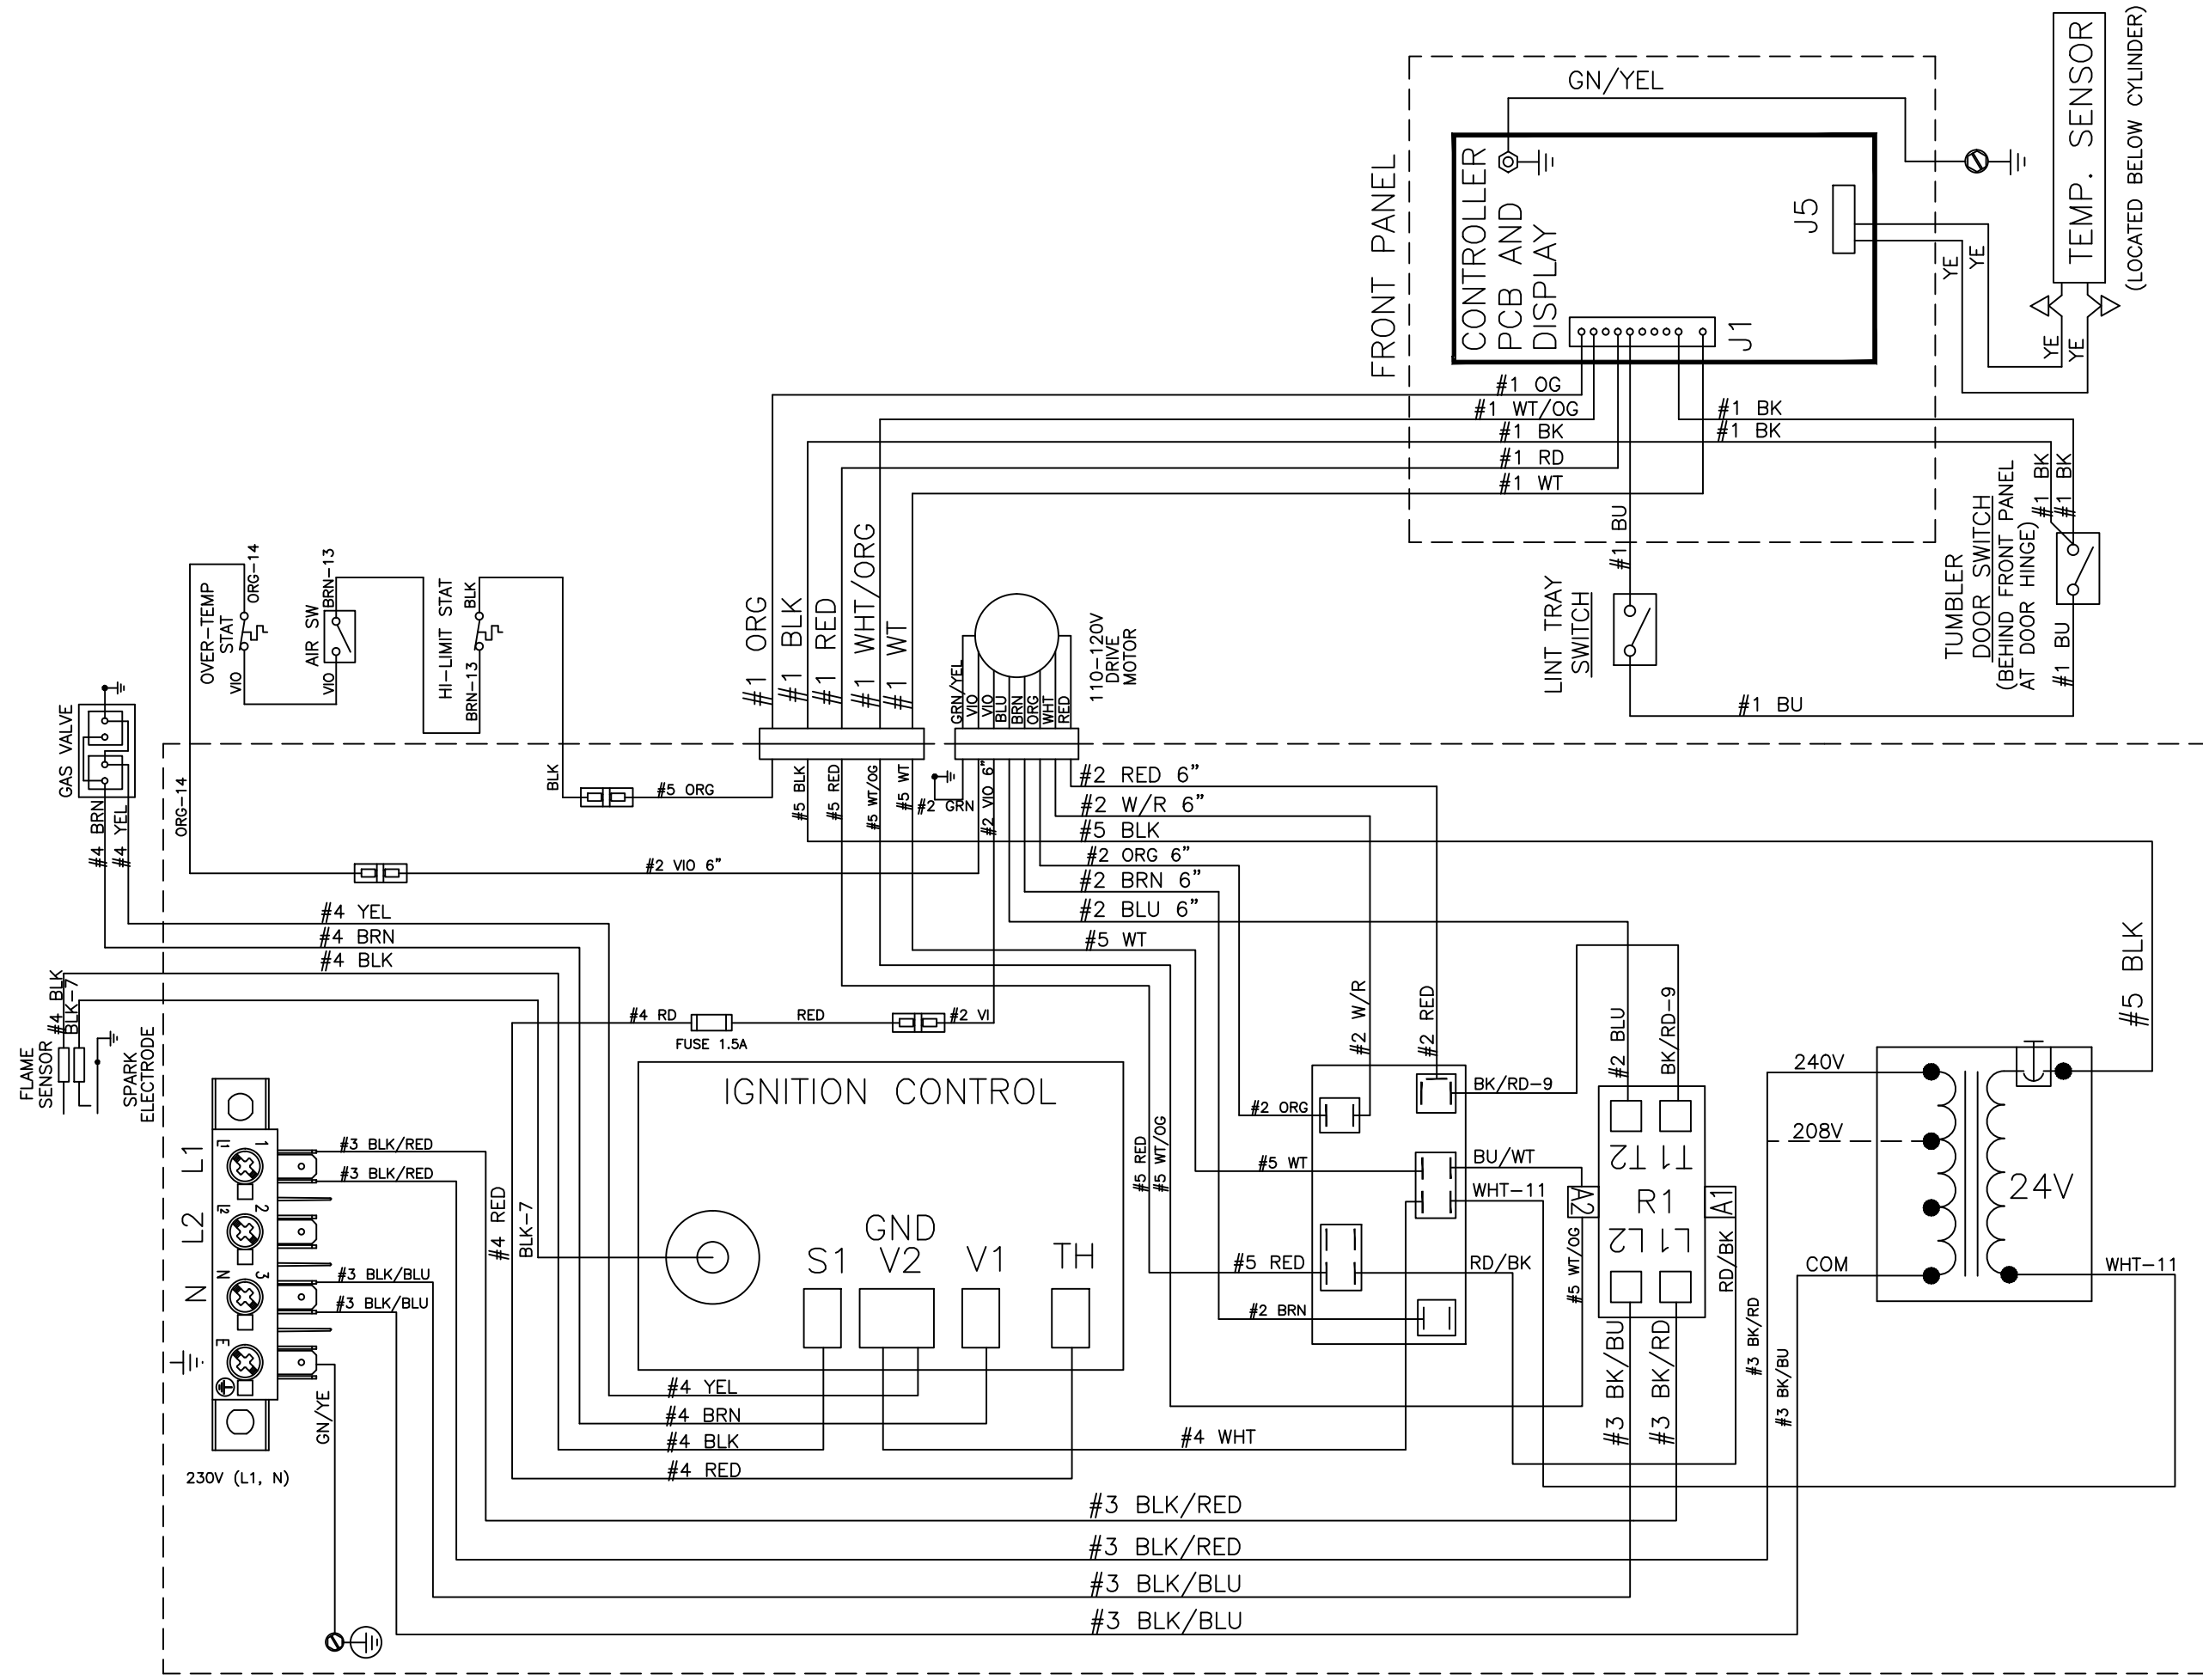 GN/YEL
FRONT PANEL
CONTROLLER
PCB AND
DISPLAY
J5
J1
TEMP. SENSOR
(LOCATED BELOW CYLINDER)
YE
YE
YE
YE
#1 OG
#1 WT/OG
#1 BK
#1 RD
#1 WT
#1 BK
#1 BK
#1 BK
#1 BK
#1 BU
LINT TRAY
SWITCH
TUMBLER
DOOR SWITCH
(BEHIND FRONT PANEL
AT DOOR HINGE)
#1 BU
#1 BU
OVER-TEMP
STAT
ORG-14
VIO
AIR SW
BRN-13
VIO
HI-LIMIT STAT
BLK
BRN-13
#1 ORG
#1 BLK
#1 RED
#1 WHT/ORG
#1 WT
GRN/YEL
VIO
VIO
BLU
BRN
ORG
WHT
RED
110-120V
DRIVE
MOTOR
GAS VALVE
#4 BRN
#4 YEL
ORG-14
BLK
#5 ORG
#5 BLK
#5 RED
#5 WT/OG
#5 WT
#2 GRN
#2 VIO 6”
#2 RED 6”
#2 W/R 6”
#5 BLK
#2 ORG 6”
#2 BRN 6”
#2 BLU 6”
#5 WT
#2 VIO 6”
#4 YEL
#4 BRN
#4 BLK
#4 BLK
BLK-7
FLAME
SENSOR
SPARK
ELECTRODE
#4 RD
FUSE 1.5A
RED
#2 VI
IGNITION CONTROL
S1
GND
V2
V1
TH
#4 RED
BLK-7
#5 RED
#5 WT/OG
#2 W/R
#2 RED
#2 ORG
BK/RD-9
#5 WT
BU/WT
WHT-11
#5 RED
RD/BK
#2 BRN
#2 BLU
BK/RD-9
T2
T1
A2
R1
A1
L2
L1
#5 WT/OG
RD/BK
#3 BK/BU
#3 BK/RD
#3 BK/RD
#3 BK/BU
240V
208V
COM
24V
#5 BLK
WHT-11
L1
L2
N
L1
1
L2
2
N
3
E
#3 BLK/RED
#3 BLK/RED
#3 BLK/BLU
#3 BLK/BLU
GN/YE
230V (L1, N)
#4 YEL
#4 BRN
#4 BLK
#4 RED
#4 WHT
#3 BLK/RED
#3 BLK/RED
#3 BLK/BLU
#3 BLK/BLU